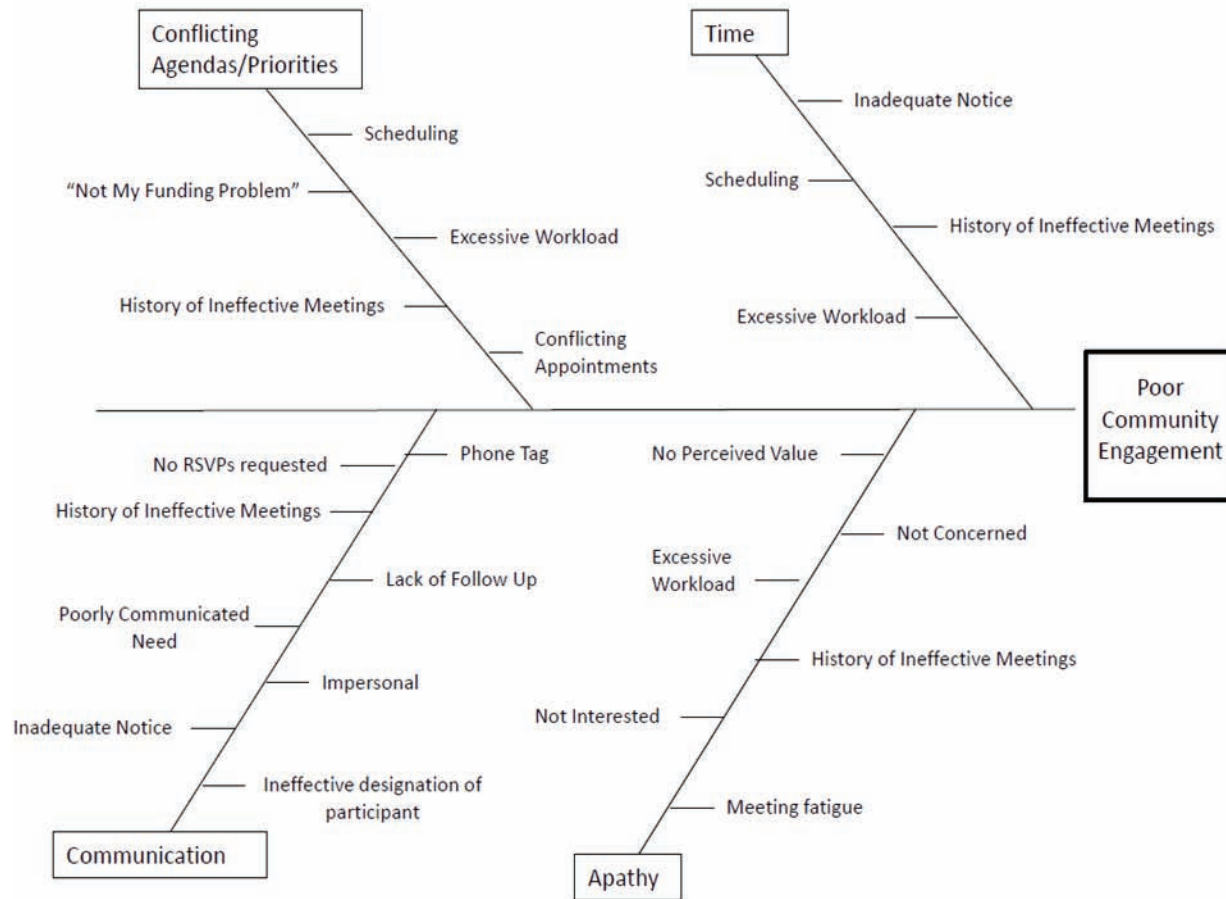 Conflicting
Agendas/Priorities
Scheduling
“Not My Funding Problem”
Excessive Workload
History of Ineffective Meetings
Conflicting
Appointments
Time
Inadequate Notice
Scheduling
History of Ineffective Meetings
Excessive Workload
Poor
Community
Engagement
Phone Tag
No RSVPs requested
History of Ineffective Meetings
Lack of Follow Up
Poorly Communicated
Need
Impersonal
Inadequate Notice
Ineffective designation of
participant
Communication
No Perceived Value
Not Concerned
Excessive
Workload
History of Ineffective Meetings
Not Interested
Meeting fatigue
Apathy